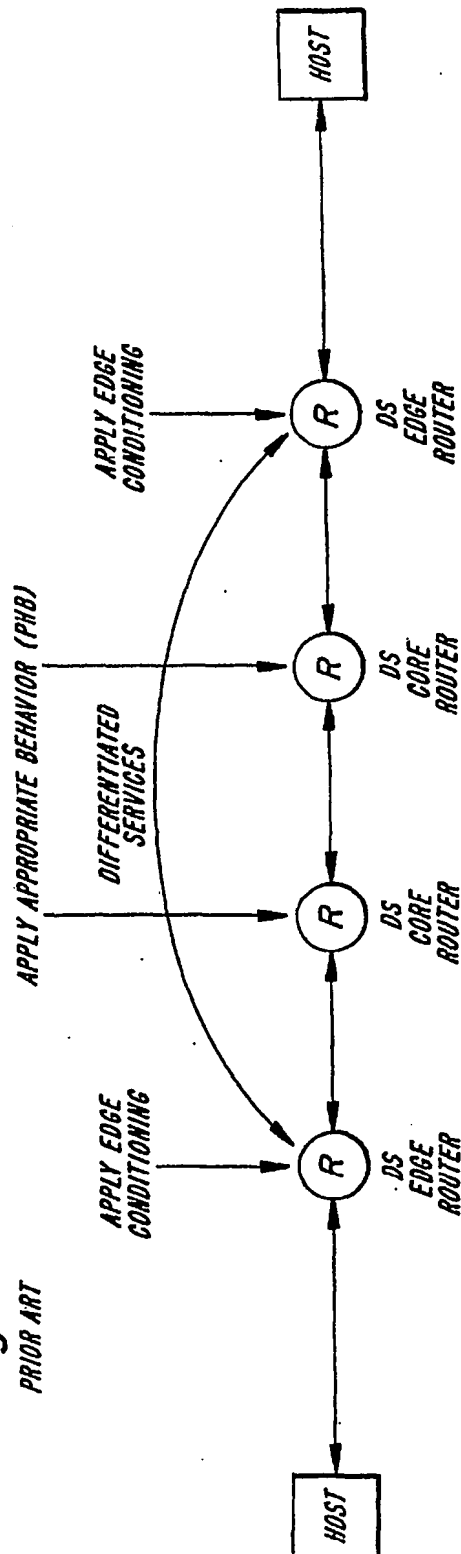 PRIOR ART
APPLY APPROPRIATE BEHAVIOR (PHB)
APPLY EDGE
CONDITIONING
DIFFERENTIATED
SERVICES
APPLY EDGE
CONDITIONING
HOST
R
R
R
R
HOST
DS
EDGE
ROUTER
DS
CORE
ROUTER
DS
CORE
ROUTER
DS
EDGE
ROUTER